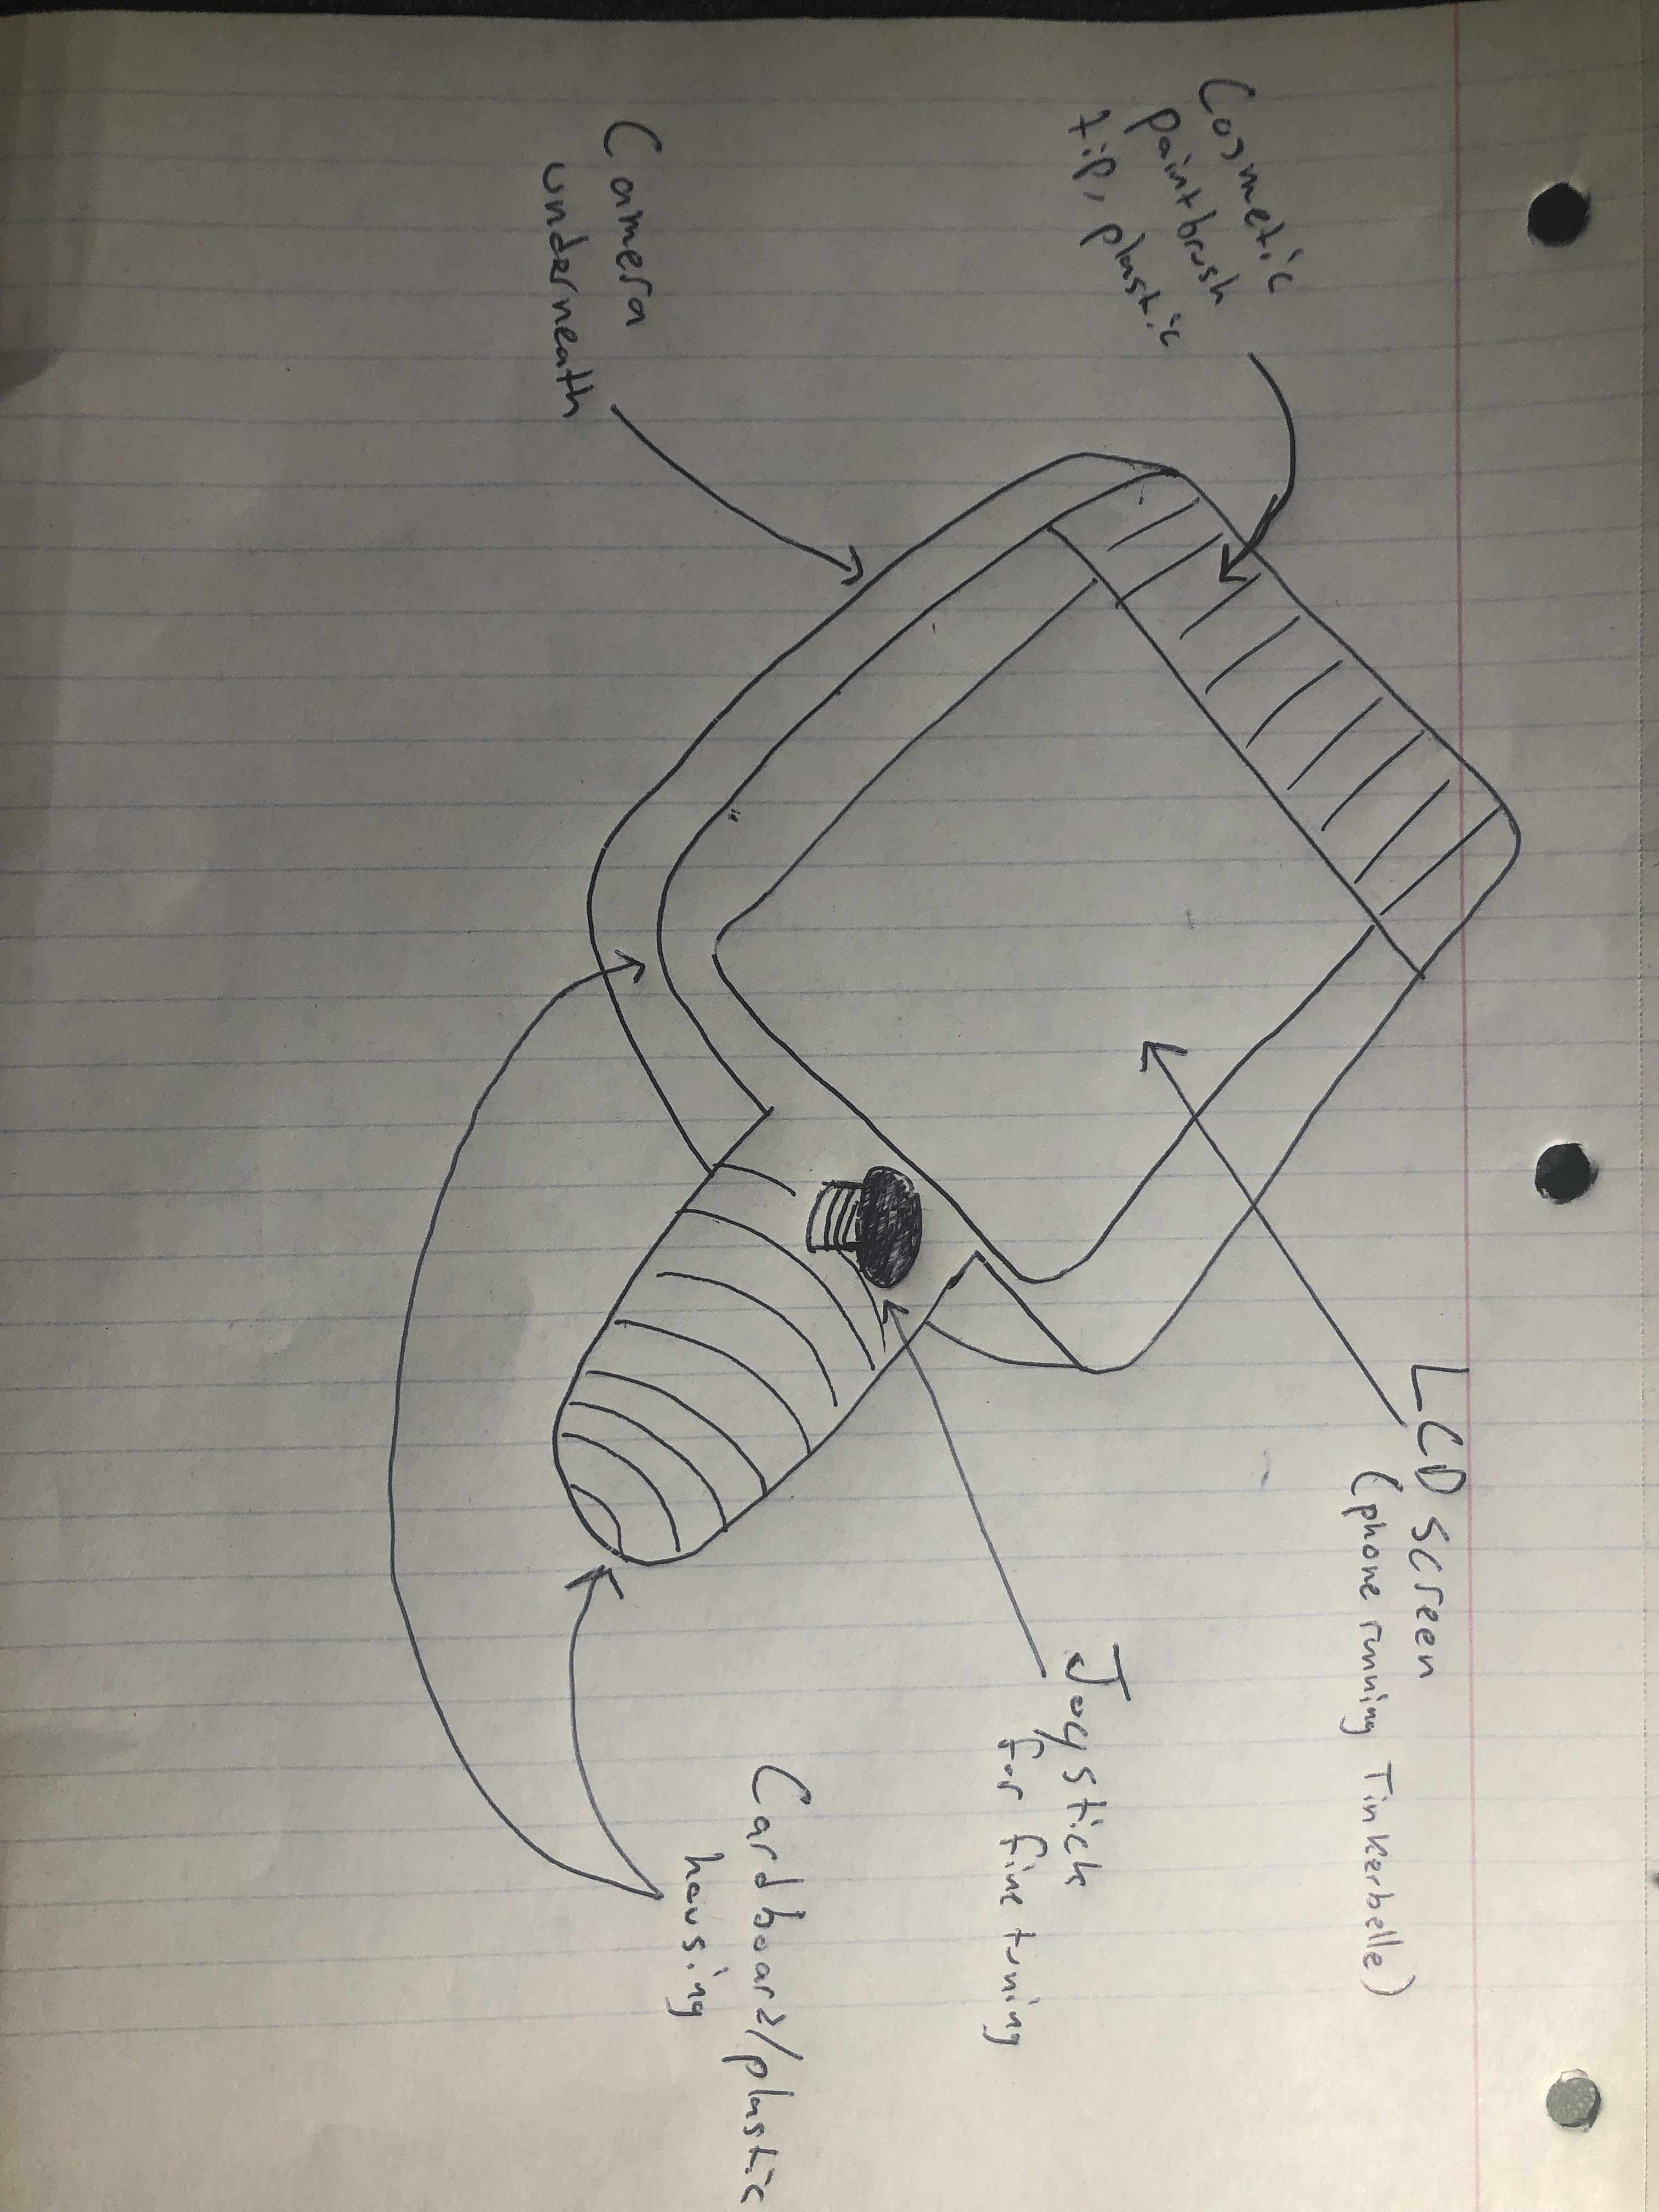 LCD screen
(phone running Tinkerbelle)
Cosmetic
paintbrush
tip, plastic
Joystick
for fine tuning
Cardboard/plastic
housing
Camera
underneath